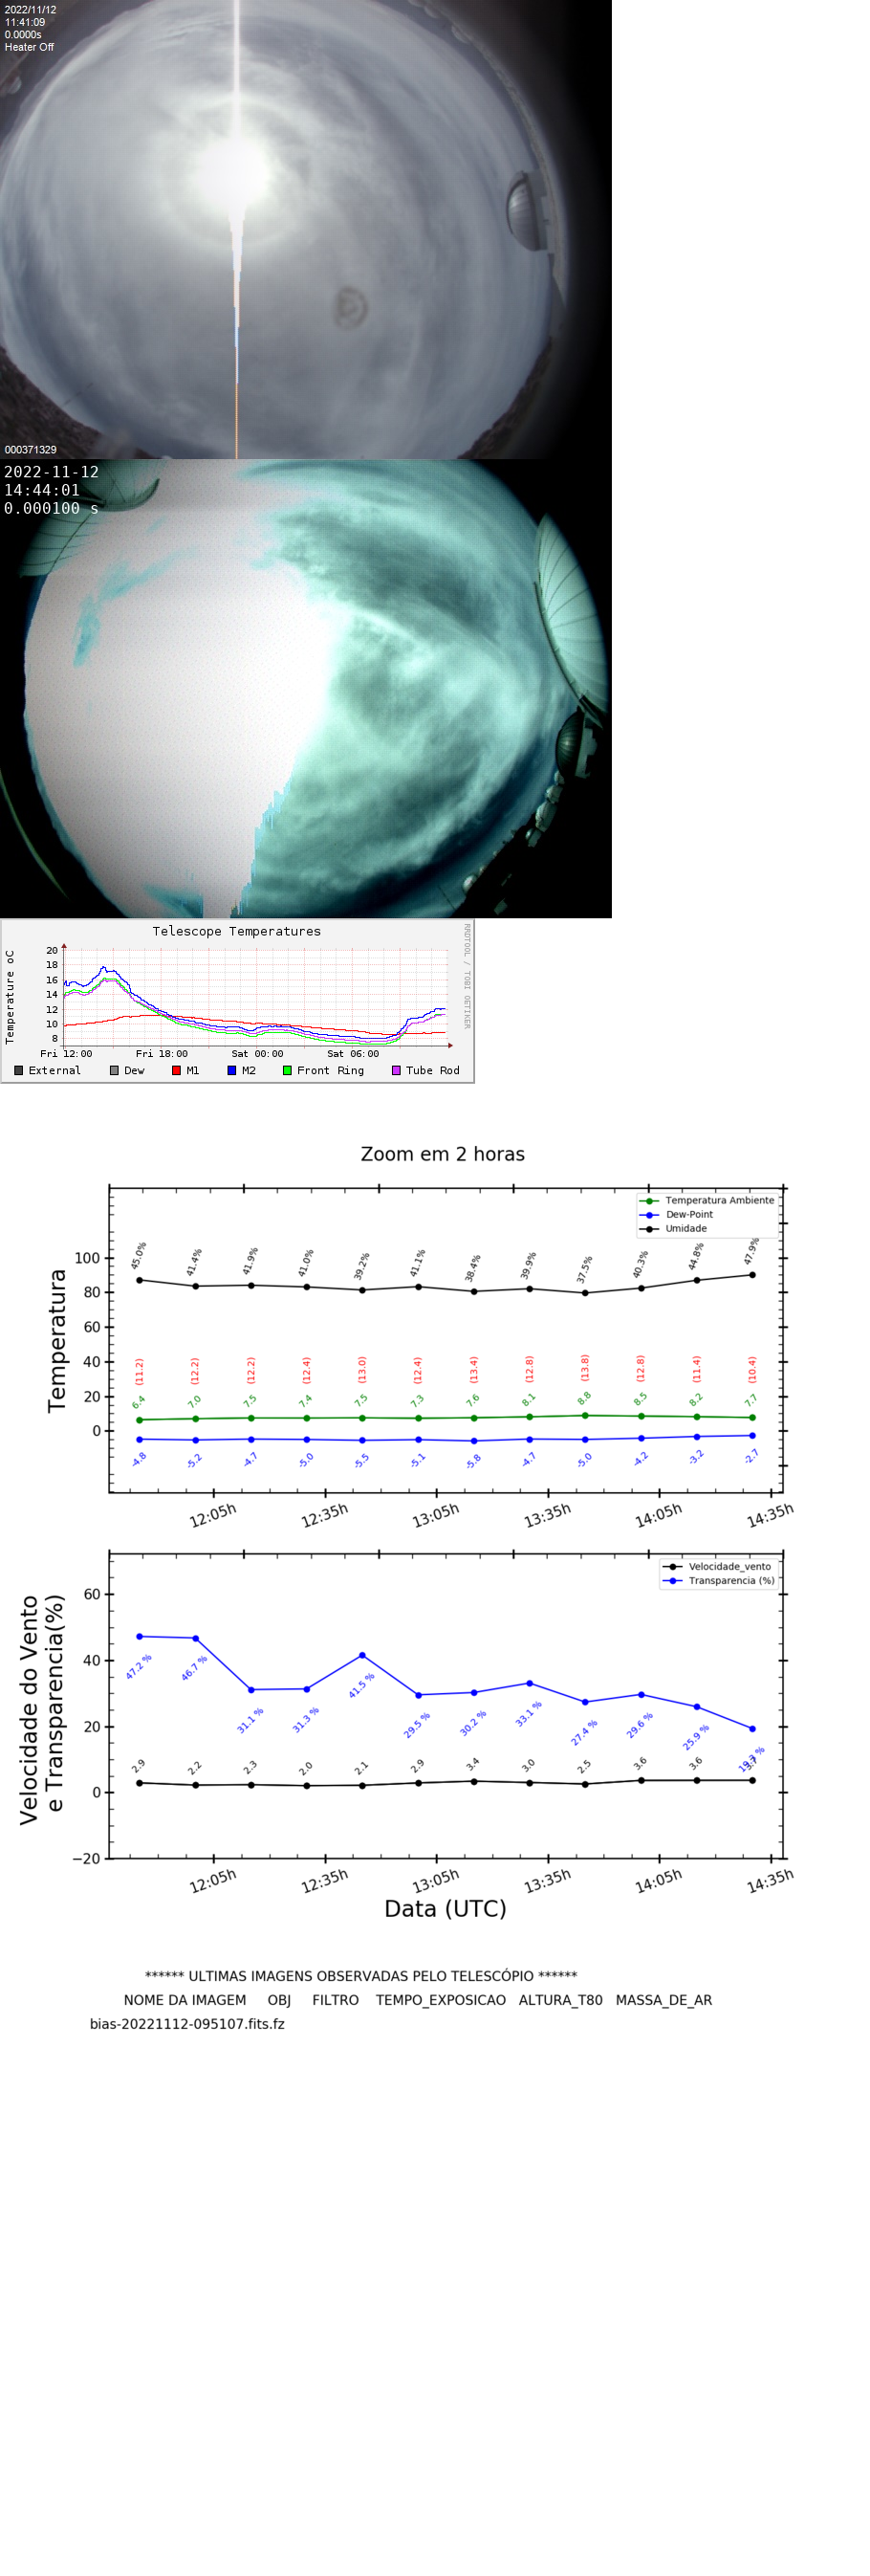 2022/11/12
11:41:09
0.0000s
Heater Off
000371329
2022-11-12
14:44:01
0.000100 s
Telescope Temperatures
RRDTOOL / TOBI OETIKER
Temperature oC
20
18
16
14
12
10
8
Fri 12:00 Fri 18:00 Sat 00:00 Sat 06:00
External Dew M1 M2 Front Ring Tube Rod
Zoom em 2 horas
Temperatura Ambiente
Dew-Point
Umidade
Temperatura
100
80
60
40
20
0
45.0% 41.4% 41.9% 41.0% 39.2% 41.1% 38.4% 39.9% 37.5% 40.3% 44.8% 47.9%
(11.2) (12.2) (12.2) (12.4) (13.0) (12.4) (13.4) (12.8) (13.8) (12.8) (11.4) (10.4)
6.4 7.0 7.5 7.4 7.5 7.3 7.6 8.1 8.8 8.5 8.2 7.7
-4.8 -5.2 -4.7 -5.0 -5.5 -5.1 -5.8 -4.7 -5.0 -4.2 -3.2 -2.7
12:05h 12:35h 13:05h 13:35h 14:05h 14:35h
Velocidade_vento
Transparencia (%)
Velocidade do Vento
e Transparencia(%)
60
40
20
0
−20
47.2 % 46.7 % 31.1 % 31.3 % 41.5 % 29.5 % 30.2 % 33.1 % 27.4 % 29.6 % 25.9 %
2.9 2.2 2.3 2.0 2.1 2.9 3.4 3.0 2.5 3.6 3.6
12:05h 12:35h 13:05h 13:35h 14:05h 14:35h
Data (UTC)
****** ULTIMAS IMAGENS OBSERVADAS PELO TELESCÓPIO ******
NOME DA IMAGEM OBJ FILTRO TEMPO_EXPOSICAO ALTURA_T80 MASSA_DE_AR
bias-20221112-095107.fits.fz